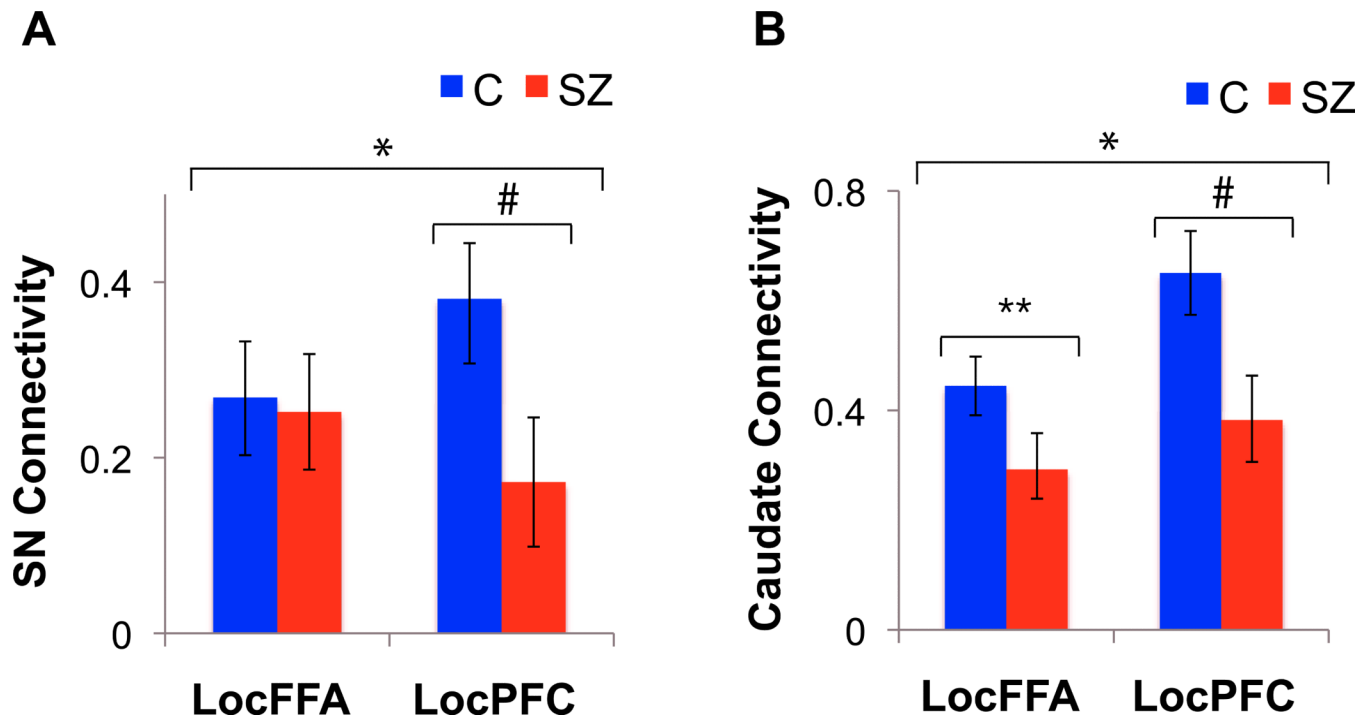 A
C SZ
*
#
SN Connectivity
0.4
0.2
0
LocFFA LocPFC
B
C SZ
*
#
**
Caudate Connectivity
0.8
0.4
0
LocFFA LocPFC